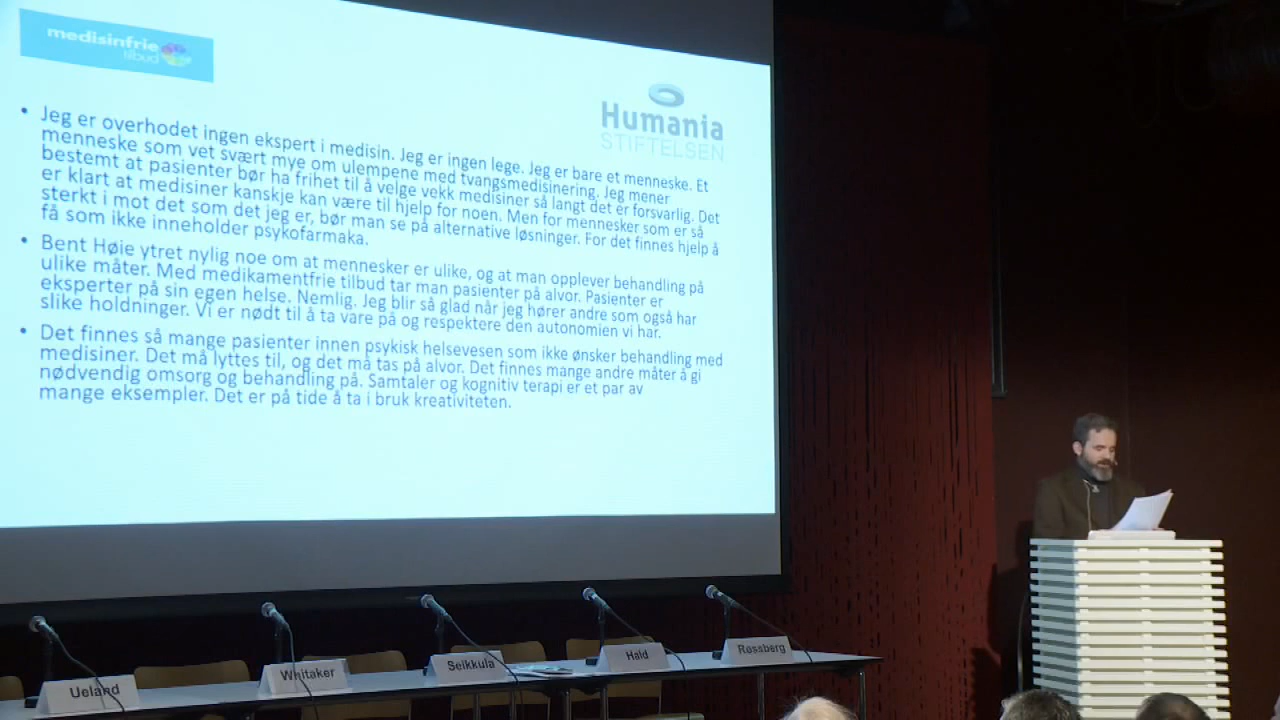 medisinfrie
tilbud
Humania
STIFTELSEN
• Jeg er overhodet ingen ekspert i medisin. Jeg er ingen lege. Jeg er bare et menneske. Et
menneske som vet svært mye om ulempene med tvangsmedisinering. Jeg mener
bestemt at pasienter bør ha frihet til å velge vekk medisiner så langt det er forsvarlig. Det
er klart at medisiner kanskje kan være til hjelp for noen. Men for mennesker som er så
sterkt i mot det som det jeg er, bør man se på alternative løsninger. For det finnes hjelp å
få som ikke inneholder psykofarmaka.
• Bent Høie ytret nylig noe om at mennesker er ulike, og at man opplever behandling på
ulike måter. Med medikamentfrie tilbud tar man pasienter på alvor. Pasienter er
eksperter på sin egen helse. Nemlig. Jeg blir så glad når jeg hører andre som også har
slike holdninger. Vi er nødt til å ta vare på og respektere den autonomien vi har.
• Det finnes så mange pasienter innen psykisk helsevesen som ikke ønsker behandling med
medisiner. Det må lyttes til, og det må tas på alvor. Det finnes mange andre måter å gi
nødvendig omsorg og behandling på. Samtaler og kognitiv terapi er et par av
mange eksempler. Det er på tide å ta i bruk kreativiteten.
Ueland
Whitaker
Seikkula
Hald
Røssberg